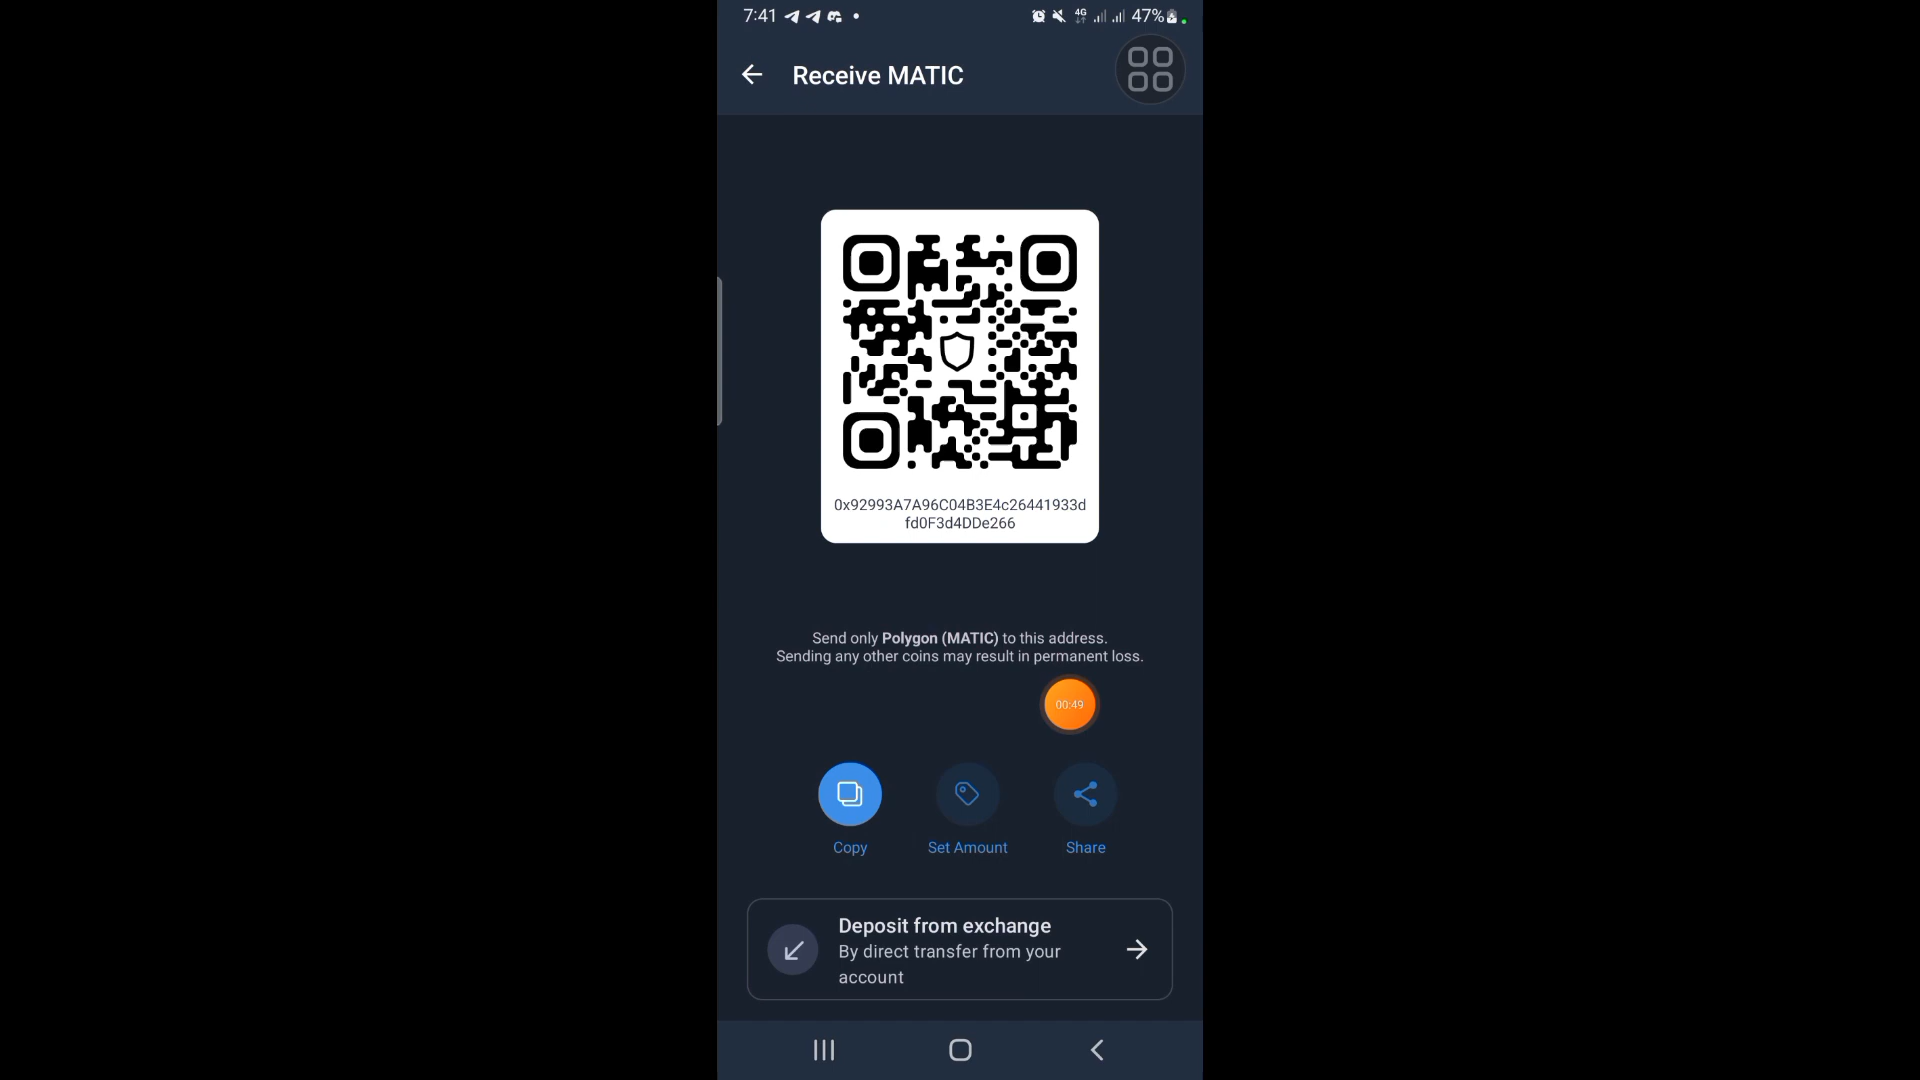 7:41
4G
47%
Receive MATIC
0x92993A7A96C04B3E4c26441933d
fd0F3d4DDe266
Send only Polygon (MATIC) to this address.
Sending any other coins may result in permanent loss.
00:49
Copy
Set Amount
Share
Deposit from exchange
By direct transfer from your
account